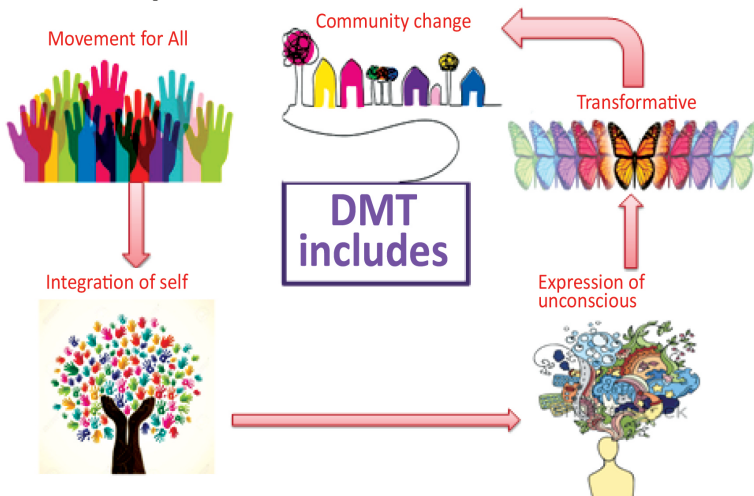 Movement for All
Community change
Transformative
DMT
includes
Integration of self
Expression of
unconscious